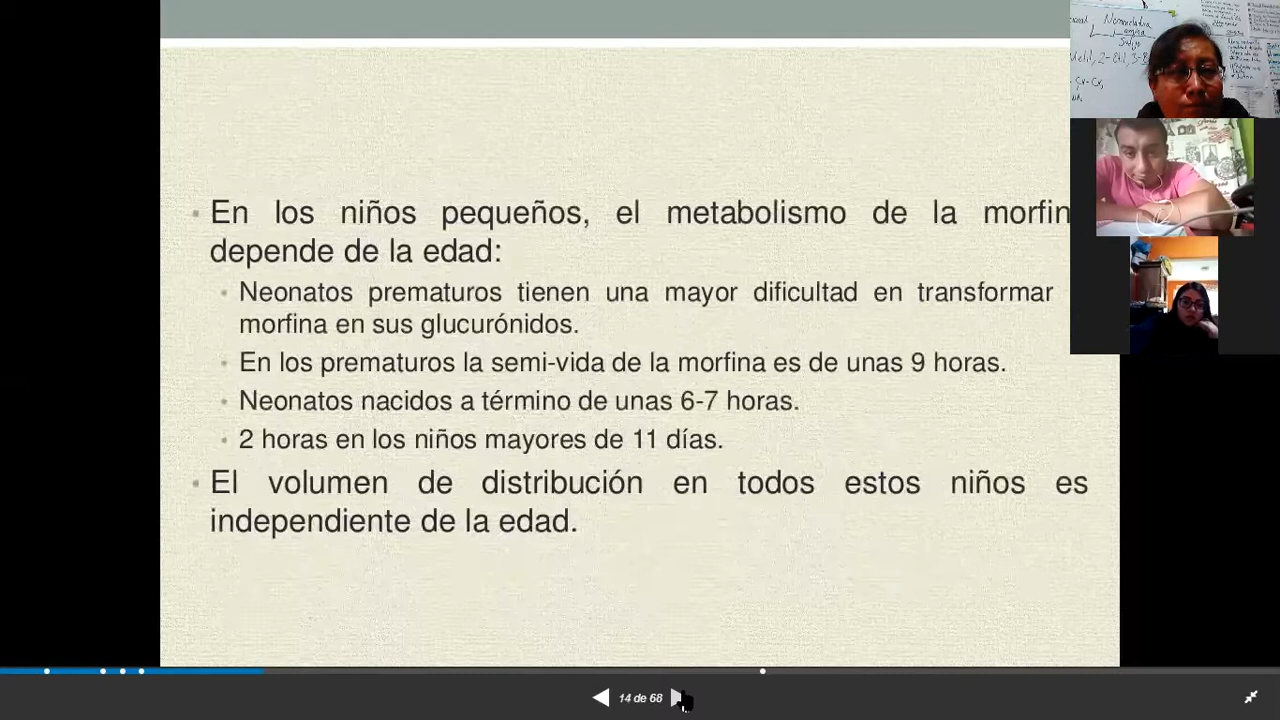 En los niños pequeños, el metabolismo de la morfin
depende de la edad:
Neonatos prematuros tienen una mayor dificultad en transformar
morfina en sus glucurónidos.
En los prematuros la semi-vida de la morfina es de unas 9 horas.
Neonatos nacidos a término de unas 6-7 horas.
2 horas en los niños mayores de 11 días.
El volumen de distribución en todos estos niños es
independiente de la edad.
14 de 68
Nomenclatura